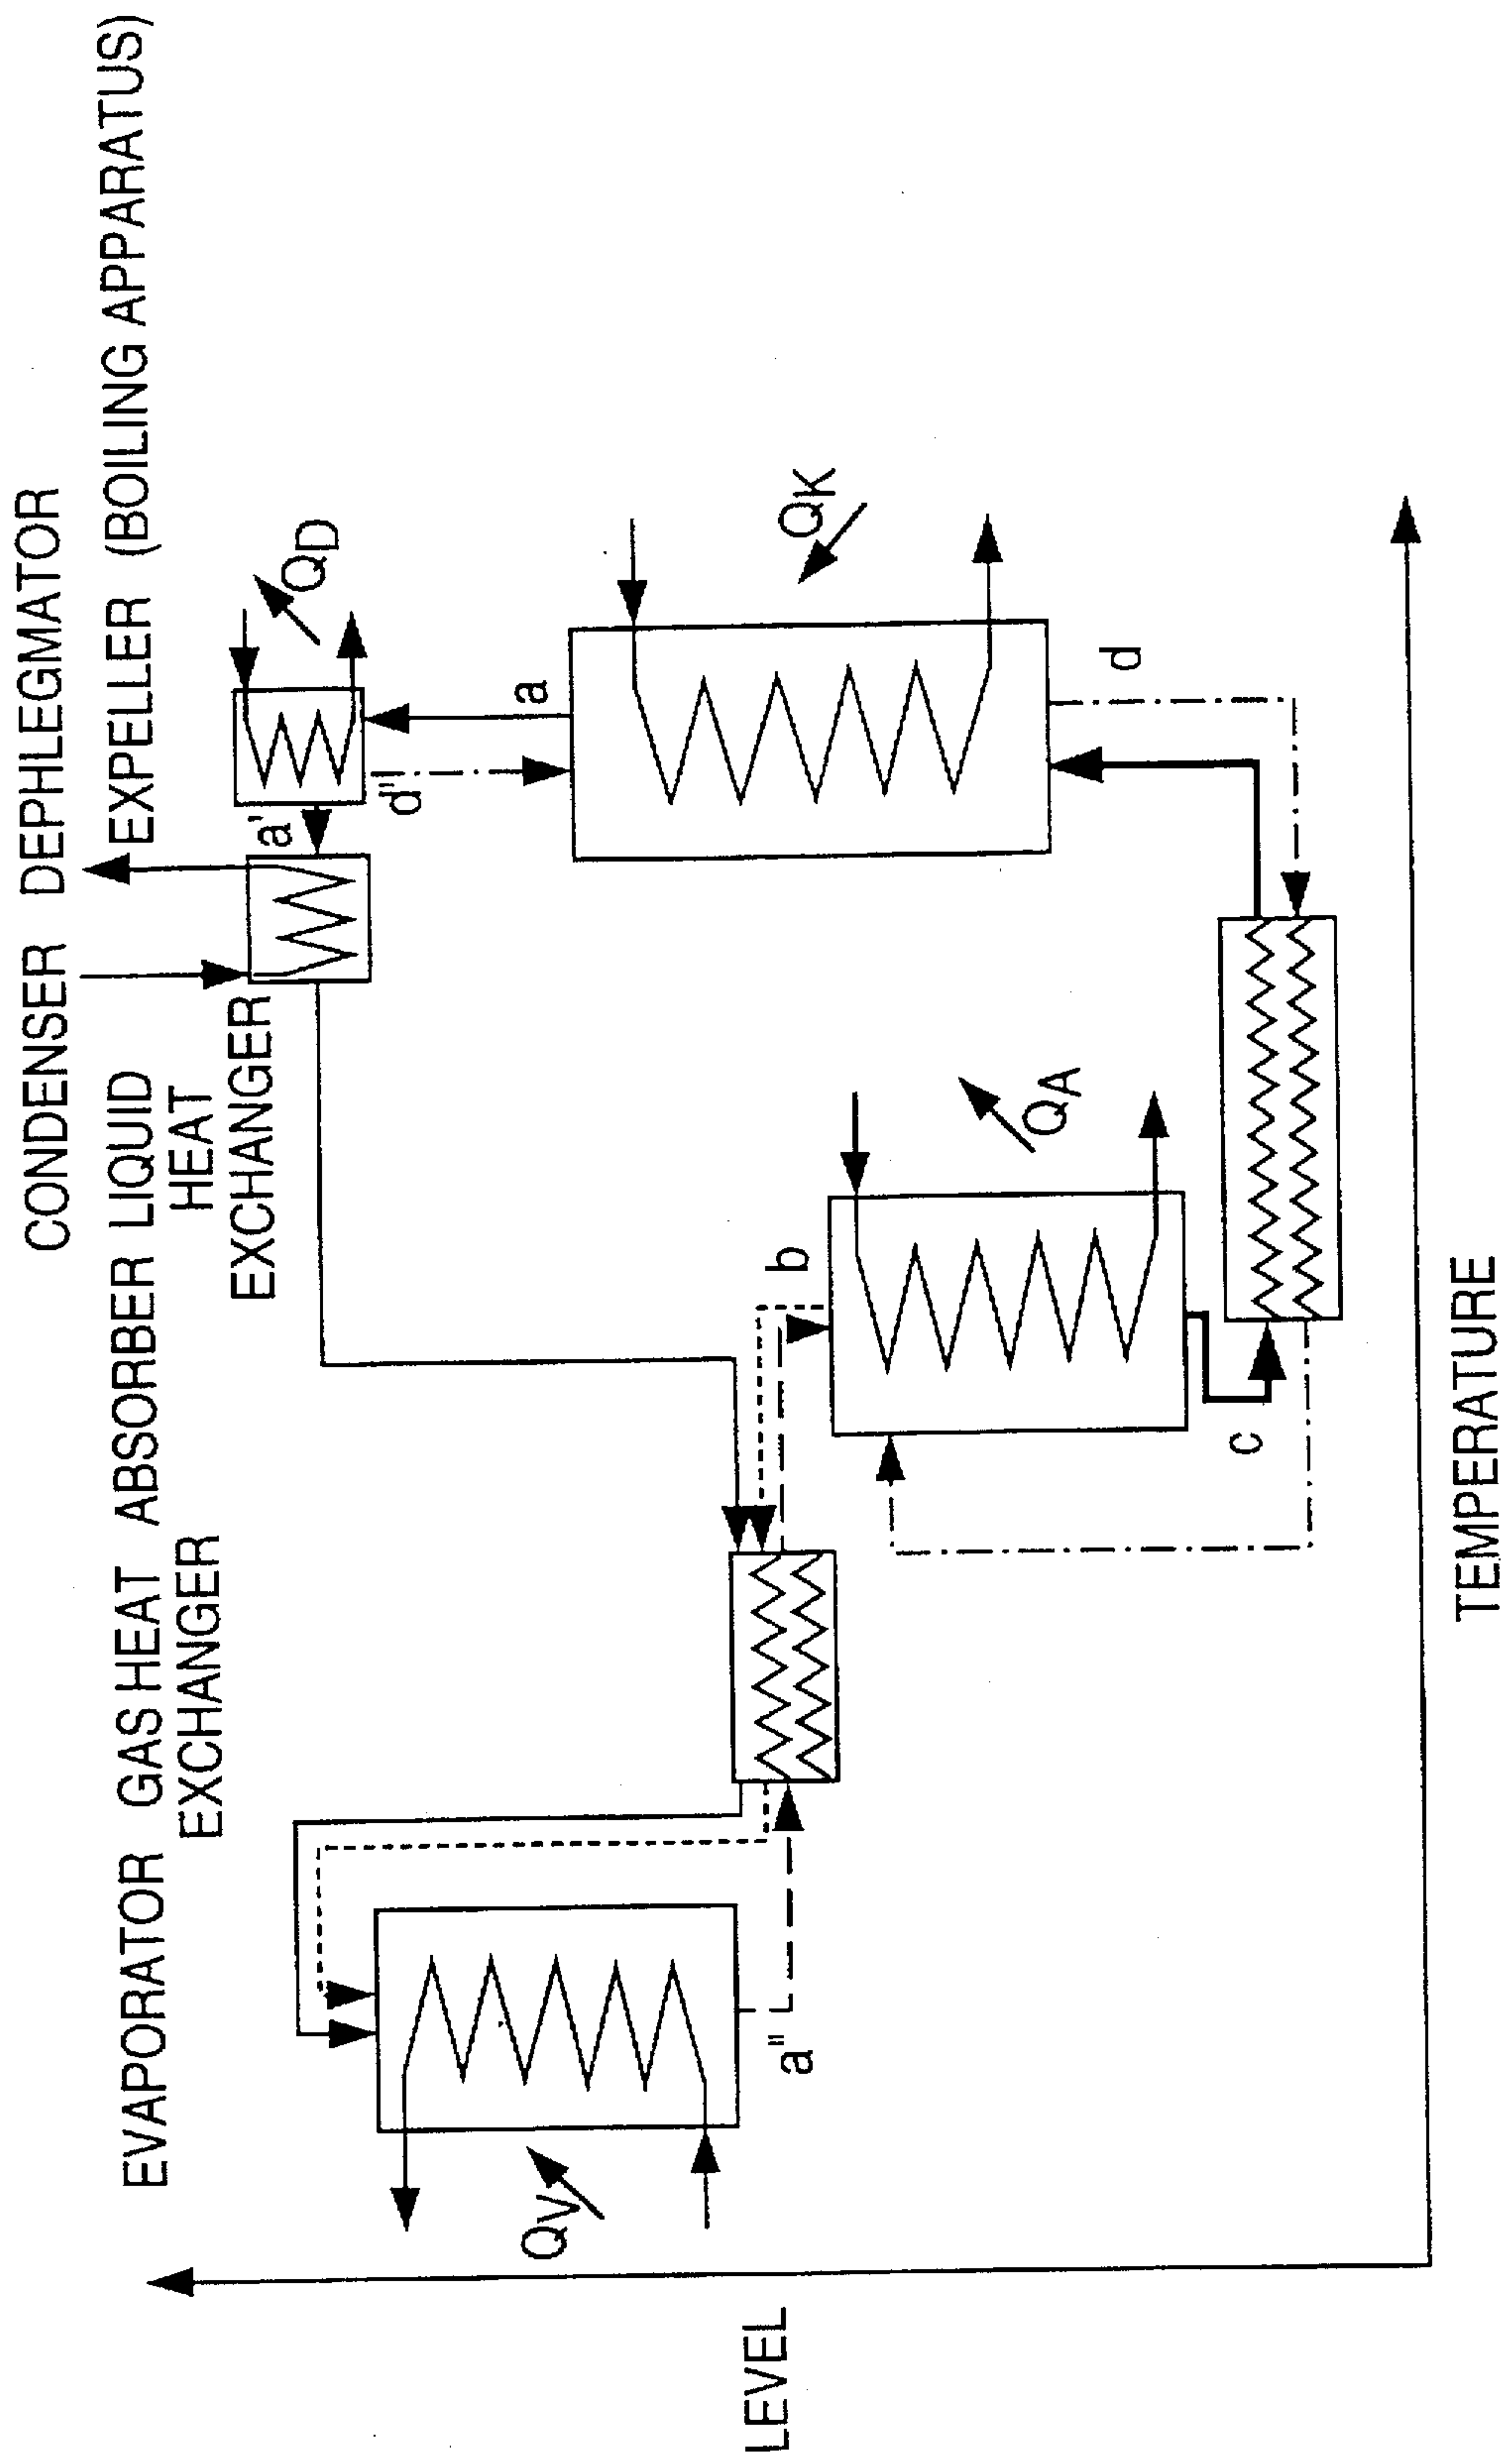 CONDENSER DEPHLEGMATOR
EVAPORATOR GAS HEAT ABSORBER LIQUID EXPELLER (BOILING APPARATUS)
EXCHANGER HEAT
EXCHANGER
a'
QD
d''
a
QK
d
QV
a"
b
QA
c
LEVEL
TEMPERATURE